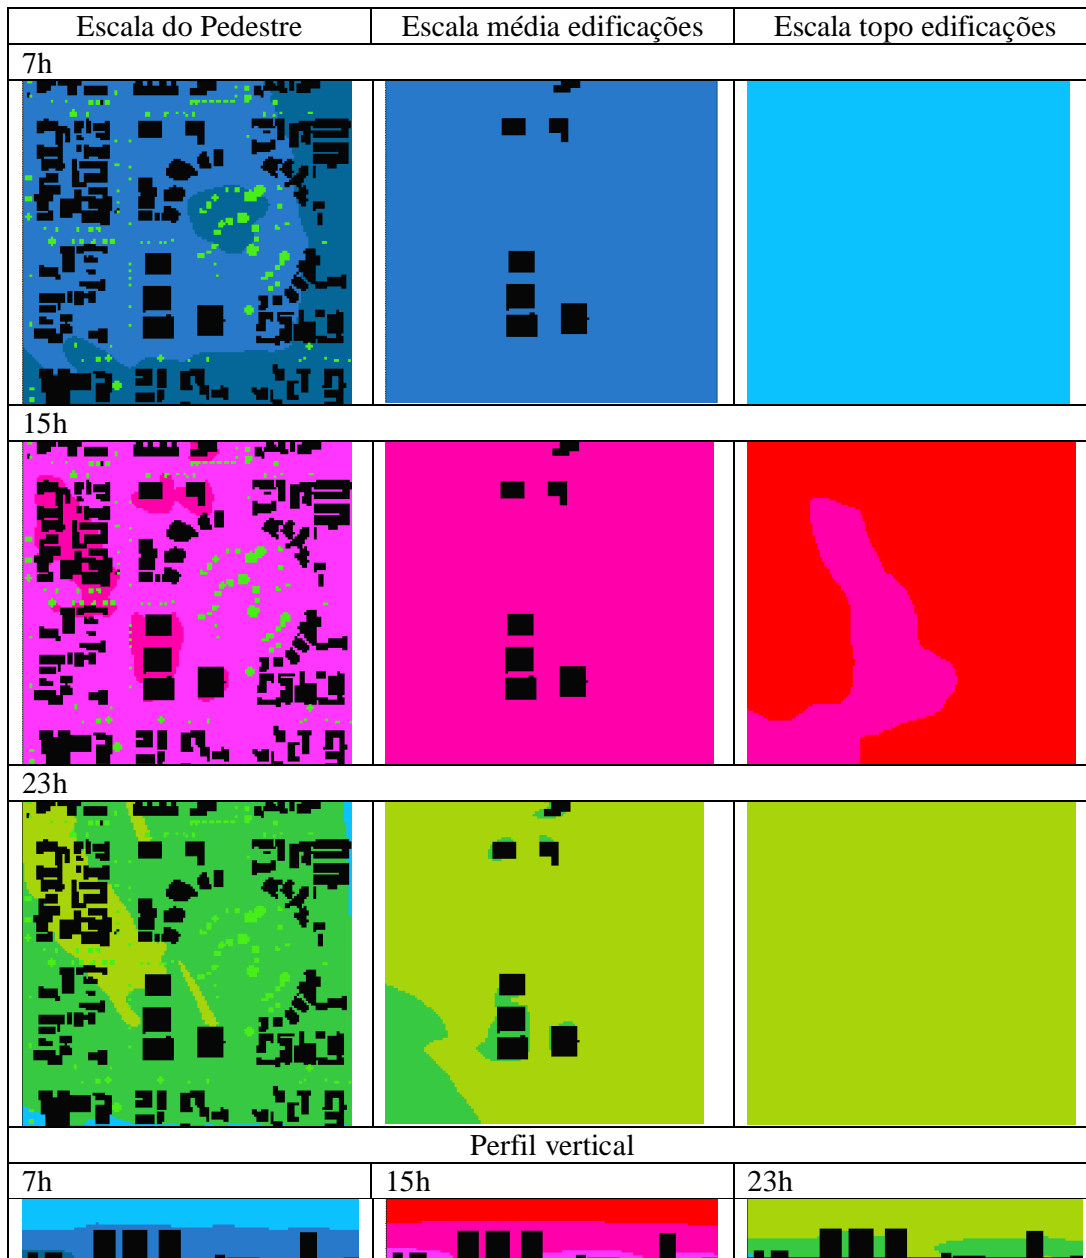 Escala do Pedestre Escala média edificações Escala topo edificações
7h
15h
23h
Perfil vertical
7h 15h 23h